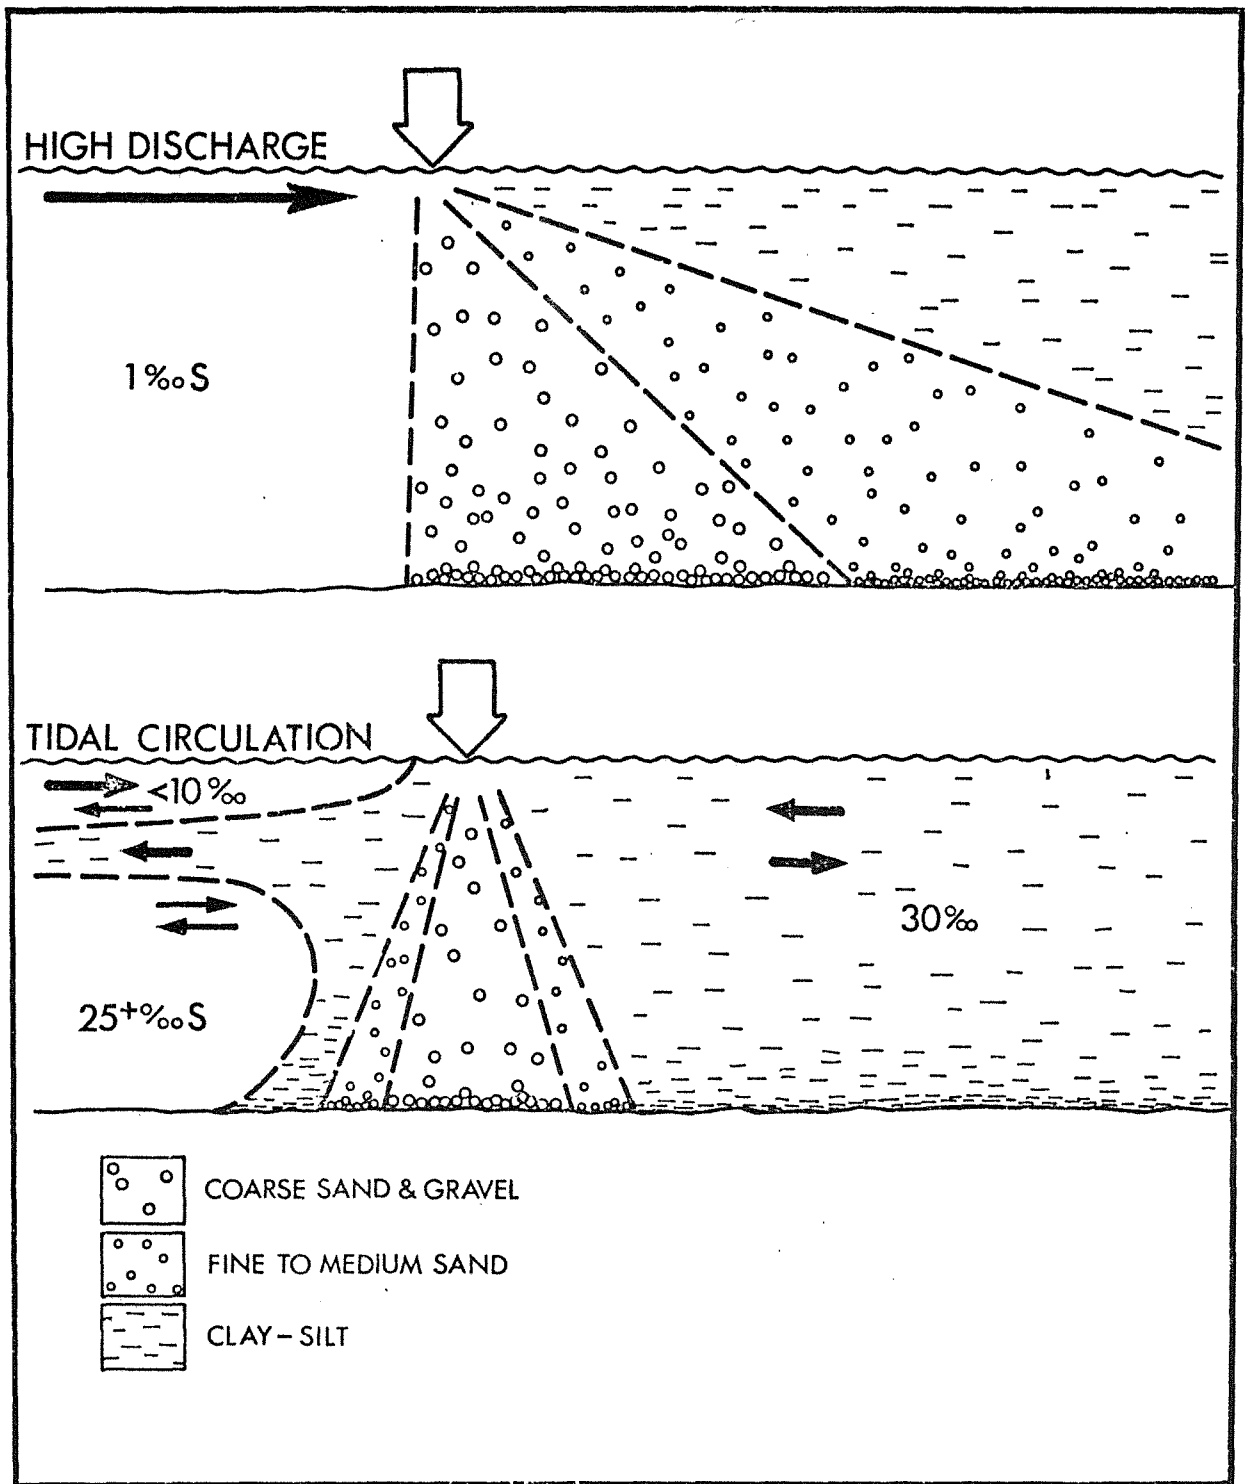 HIGH DISCHARGE
1‰S
TIDAL CIRCULATION
<10‰
30‰
25⁺‰S
COARSE SAND & GRAVEL
FINE TO MEDIUM SAND
CLAY–SILT